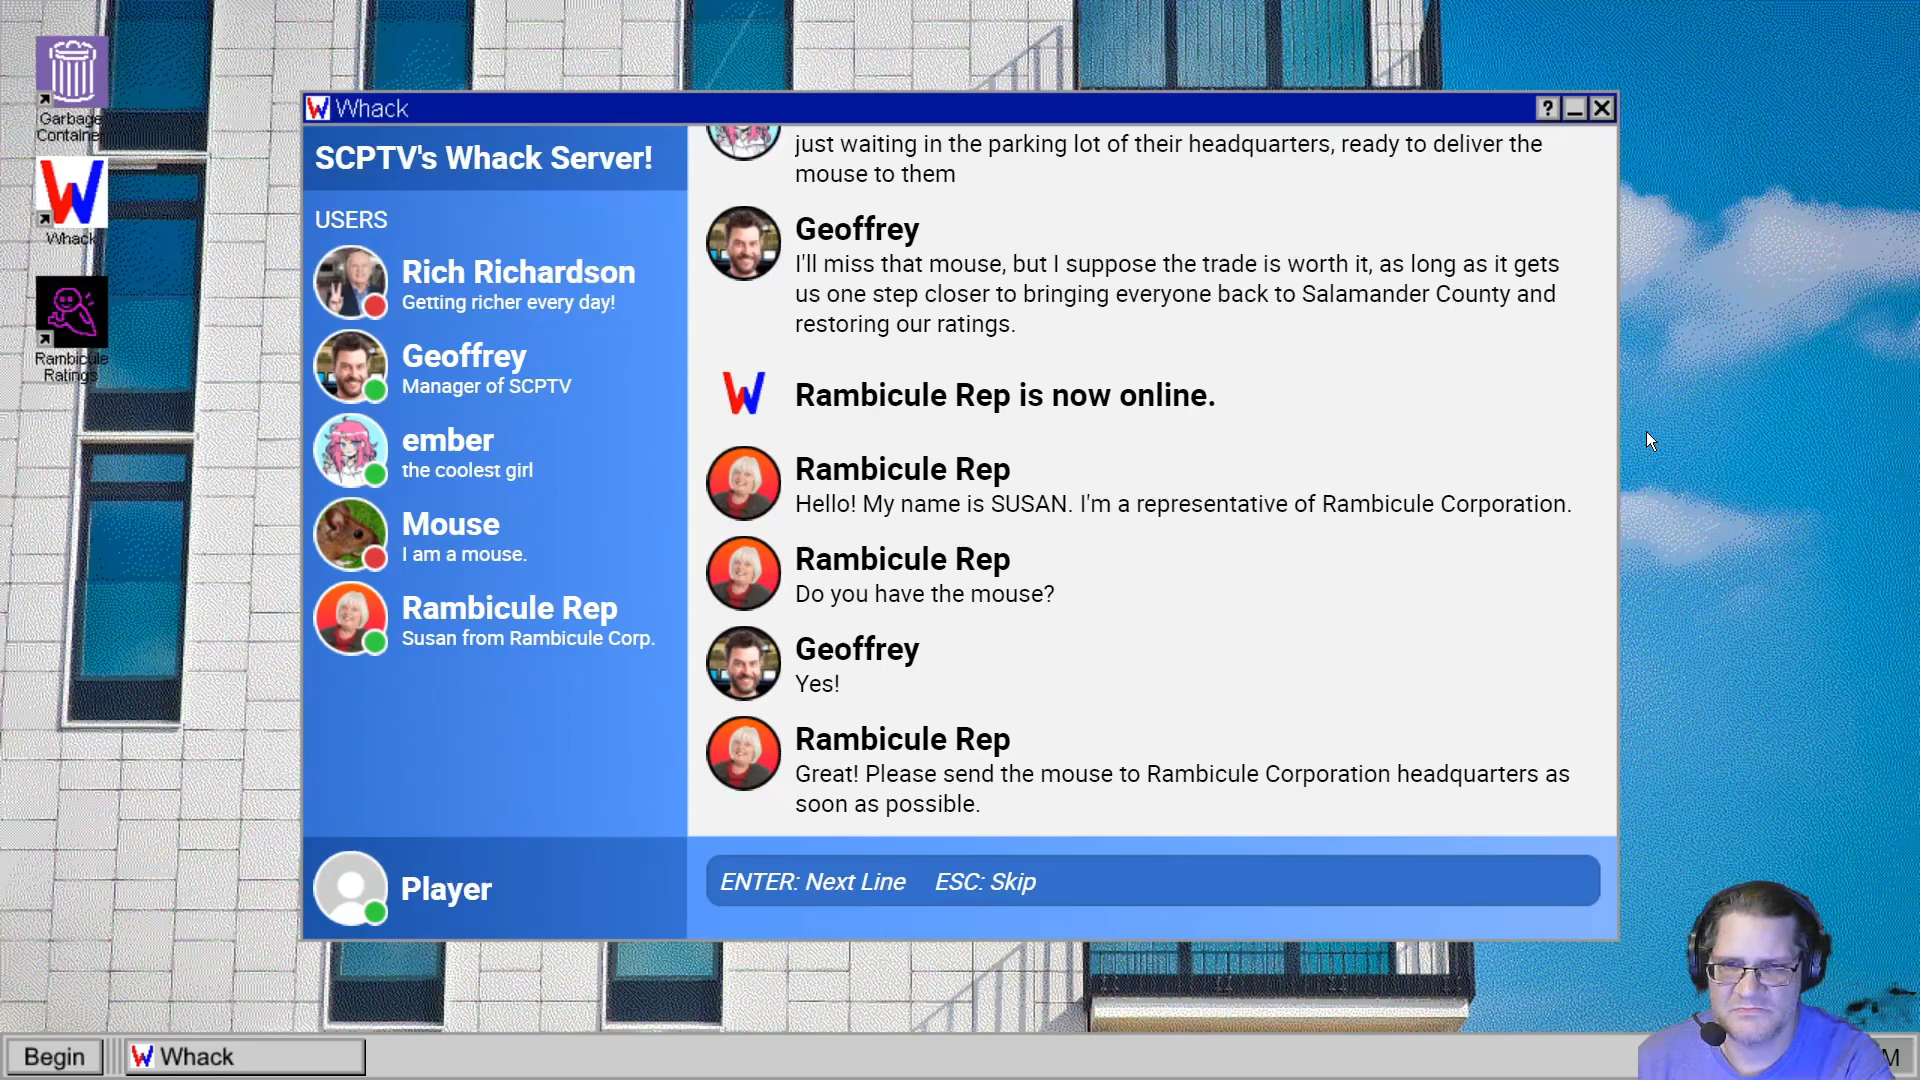 Garbage
Container
Whack
Rambicule
Ratings
Whack
SCPTV's Whack Server!
USERS
Rich Richardson
Getting richer every day!
Geoffrey
Manager of SCPTV
ember
the coolest girl
Mouse
I am a mouse.
Rambicule Rep
Susan from Rambicule Corp.
Player
just waiting in the parking lot of their headquarters, ready to deliver the
mouse to them
Geoffrey
I'll miss that mouse, but I suppose the trade is worth it, as long as it gets
us one step closer to bringing everyone back to Salamander County and
restoring our ratings.
Rambicule Rep is now online.
Rambicule Rep
Hello! My name is SUSAN. I'm a representative of Rambicule Corporation.
Rambicule Rep
Do you have the mouse?
Geoffrey
Yes!
Rambicule Rep
Great! Please send the mouse to Rambicule Corporation headquarters as
soon as possible.
ENTER: Next Line ESC: Skip
Begin
Whack